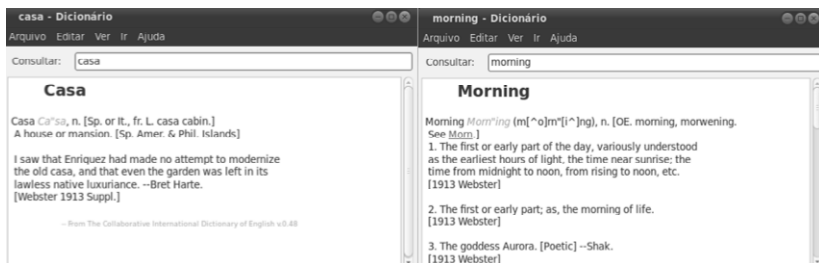 casa - Dicionário
Arquivo Editar Ver Ir Ajuda
Consultar: casa
Casa
Casa Ca"sa, n. [Sp. or It., fr. L. casa cabin.]
A house or mansion. [Sp. Amer. & Phil. Islands]
I saw that Enriquez had made no attempt to modernize
the old casa, and that even the garden was left in its
lawless native luxuriance. --Bret Harte.
[Webster 1913 Suppl.]
-- From The Collaborative International Dictionary of English v.0.48
morning - Dicionário
Arquivo Editar Ver Ir Ajuda
Consultar: morning
Morning
Morning Morn"ing (m[^o]rn"[i^]ng), n. [OE. morning, morwening.
See Morn.]
1. The first or early part of the day, variously understood
as the earliest hours of light, the time near sunrise; the
time from midnight to noon, from rising to noon, etc.
[1913 Webster]
2. The first or early part; as, the morning of life.
[1913 Webster]
3. The goddess Aurora. [Poetic] --Shak.
[1913 Webster]